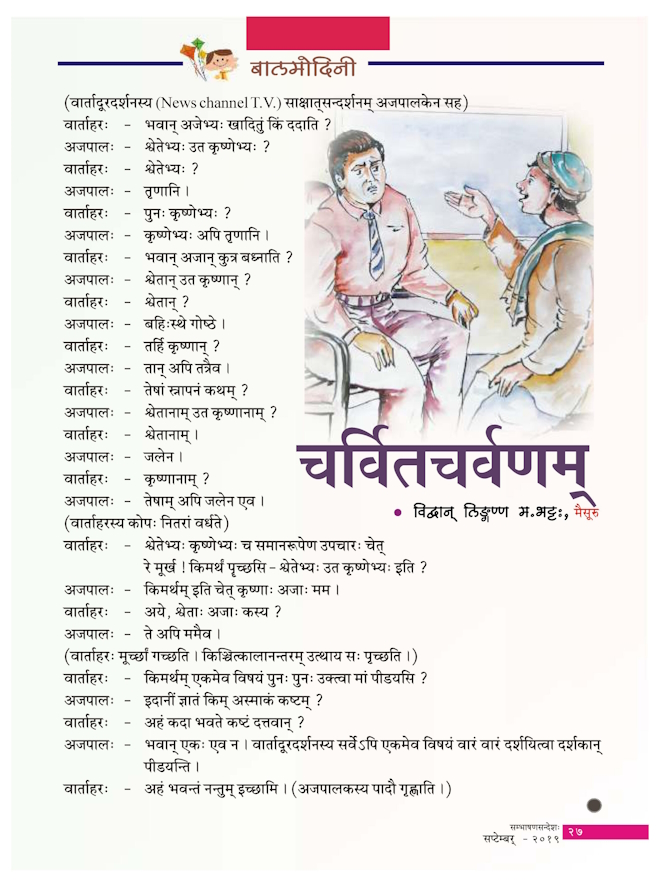 बालमोदिनी
(वार्तादूरदर्शनस्य (News channel T.V.) साक्षात्सन्दर्शनम् अजपालकेन सह)
वार्ताहरः - भवान् अजेभ्यः खादितुं किं ददाति ?
अजपालः - श्वेतेभ्यः उत कृष्णेभ्यः ?
वार्ताहरः - श्वेतेभ्यः ?
अजपालः - तृणानि ।
वार्ताहरः - पुनः कृष्णेभ्यः ?
अजपालः - कृष्णेभ्यः अपि तृणानि ।
वार्ताहरः - भवान् अजान् कुत्र बध्नाति ?
अजपालः - श्वेतान् उत कृष्णान् ?
वार्ताहरः - श्वेतान् ?
अजपालः - बहिःस्थे गोष्ठे ।
वार्ताहरः - तर्हि कृष्णान् ?
अजपालः - तान् अपि तत्रैव ।
वार्ताहरः - तेषां स्नापनं कथम् ?
अजपालः - श्वेतानाम् उत कृष्णानाम् ?
वार्ताहरः - श्वेतानाम् ।
अजपालः - जलेन ।
वार्ताहरः - कृष्णानाम् ?
अजपालः - तेषाम् अपि जलेन एव ।
चर्वितचर्वणम्
• विद्वान् लिङ्गण्ण म.भट्टः, मैसूरु
(वार्ताहरस्य कोपः नितरां वर्धते)
वार्ताहरः - श्वेतेभ्यः कृष्णेभ्यः च समानरूपेण उपचारः चेत्
रे मूर्ख ! किमर्थं पृच्छसि – श्वेतेभ्यः उत कृष्णेभ्यः इति ?
अजपालः - किमर्थम् इति चेत् कृष्णाः अजाः मम ।
वार्ताहरः - अये, श्वेताः अजाः कस्य ?
अजपालः - ते अपि ममैव ।
(वार्ताहरः मूर्च्छां गच्छति । किञ्चित्कालानन्तरम् उत्थाय सः पृच्छति ।)
वार्ताहरः - किमर्थम् एकमेव विषयं पुनः पुनः उक्त्वा मां पीडयसि ?
अजपालः - इदानीं ज्ञातं किम् अस्माकं कष्टम् ?
वार्ताहरः - अहं कदा भवते कष्टं दत्तवान् ?
अजपालः - भवान् एकः एव न । वार्तादूरदर्शनस्य सर्वेऽपि एकमेव विषयं वारं वारं दर्शयित्वा दर्शकान्
पीडयन्ति ।
वार्ताहरः - अहं भवन्तं नन्तुम् इच्छामि । (अजपालकस्य पादौ गृह्णाति ।)
सम्भाषणसन्देशः
सप्टेम्बर् - २०१९ २७